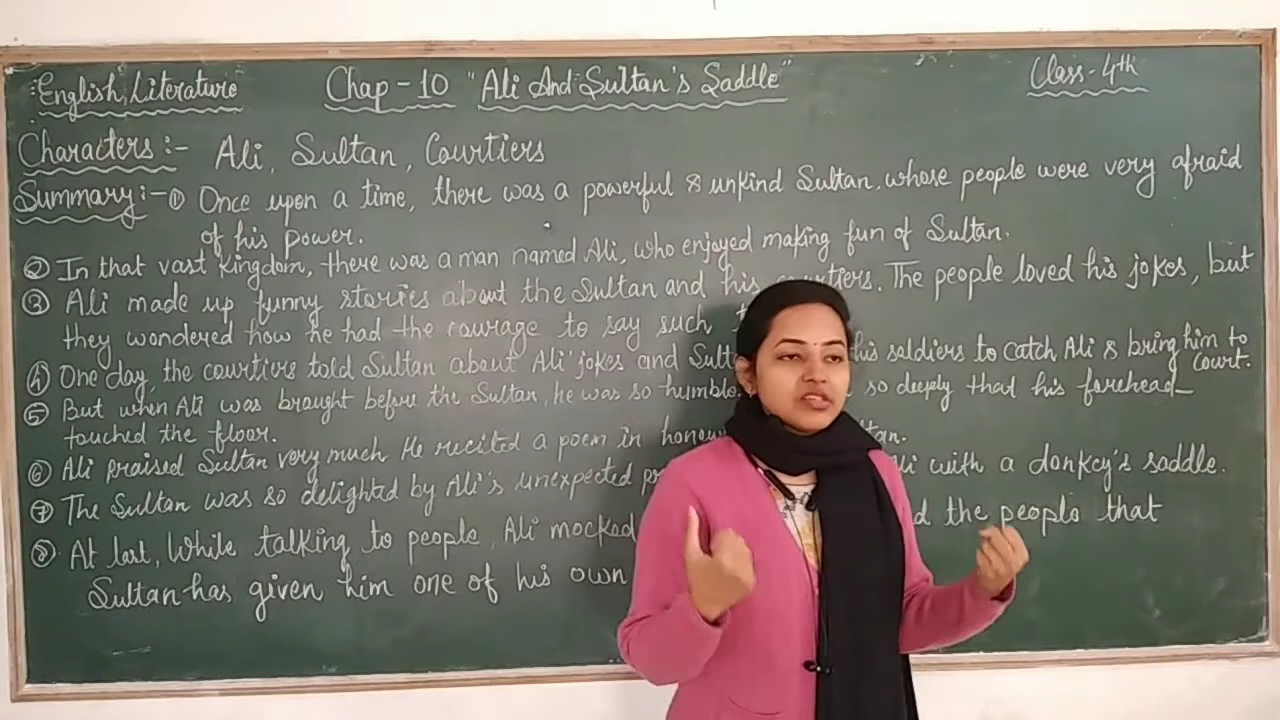 English Literature Chap - 10 "Ali And Sultan's Saddle" Class - 4th
Characters :- Ali, Sultan, Courtiers
Summary :- ① Once upon a time, there was a powerful & unkind Sultan, whose people were very afraid
of his power.
② In that vast kingdom, there was a man named Ali, who enjoyed making fun of Sultan.
③ Ali made up funny stories about the Sultan and his courtiers. The people loved his jokes, but
they wondered how he had the courage to say such
④ One day, the courtiers told Sultan about Ali' jokes and his soldiers to catch Ali & bring him to
court.
⑤ But when Ali was brought before the Sultan, he was so humble. so deeply that his forehead
touched the floor.
⑥ Ali praised Sultan very much. He recited a poem in
⑦ The Sultan was so delighted by Ali's unexpected with a donkey's saddle.
⑧ At last, While talking to people, Ali mocked the people that
Sultan has given him one of his own